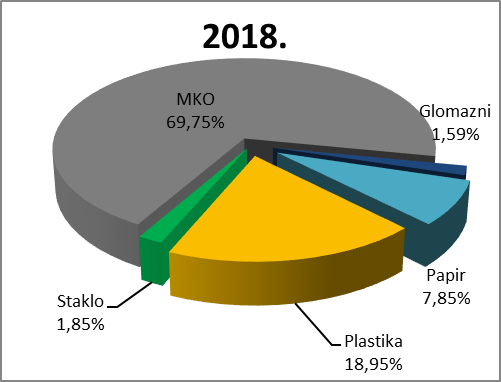 2018.
MKO
69,75%
Glomazni
1,59%
Papir
7,85%
Plastika
18,95%
Staklo
1,85%